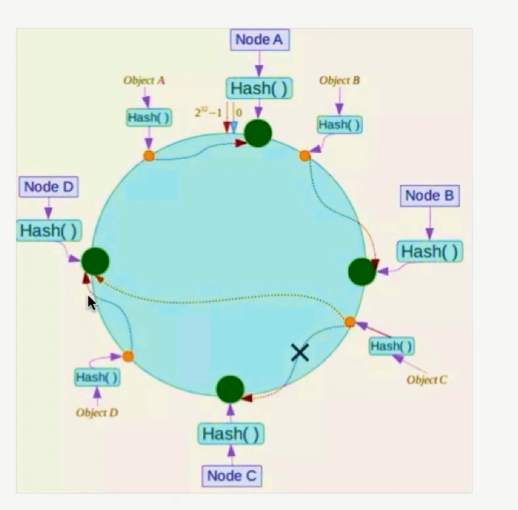 Node A
Object A
Hash( )
Object B
Hash( )
2³²−1
0
Hash( )
Node D
Hash( )
Node B
Hash( )
Hash( )
Object C
Hash( )
Object D
Hash( )
Node C